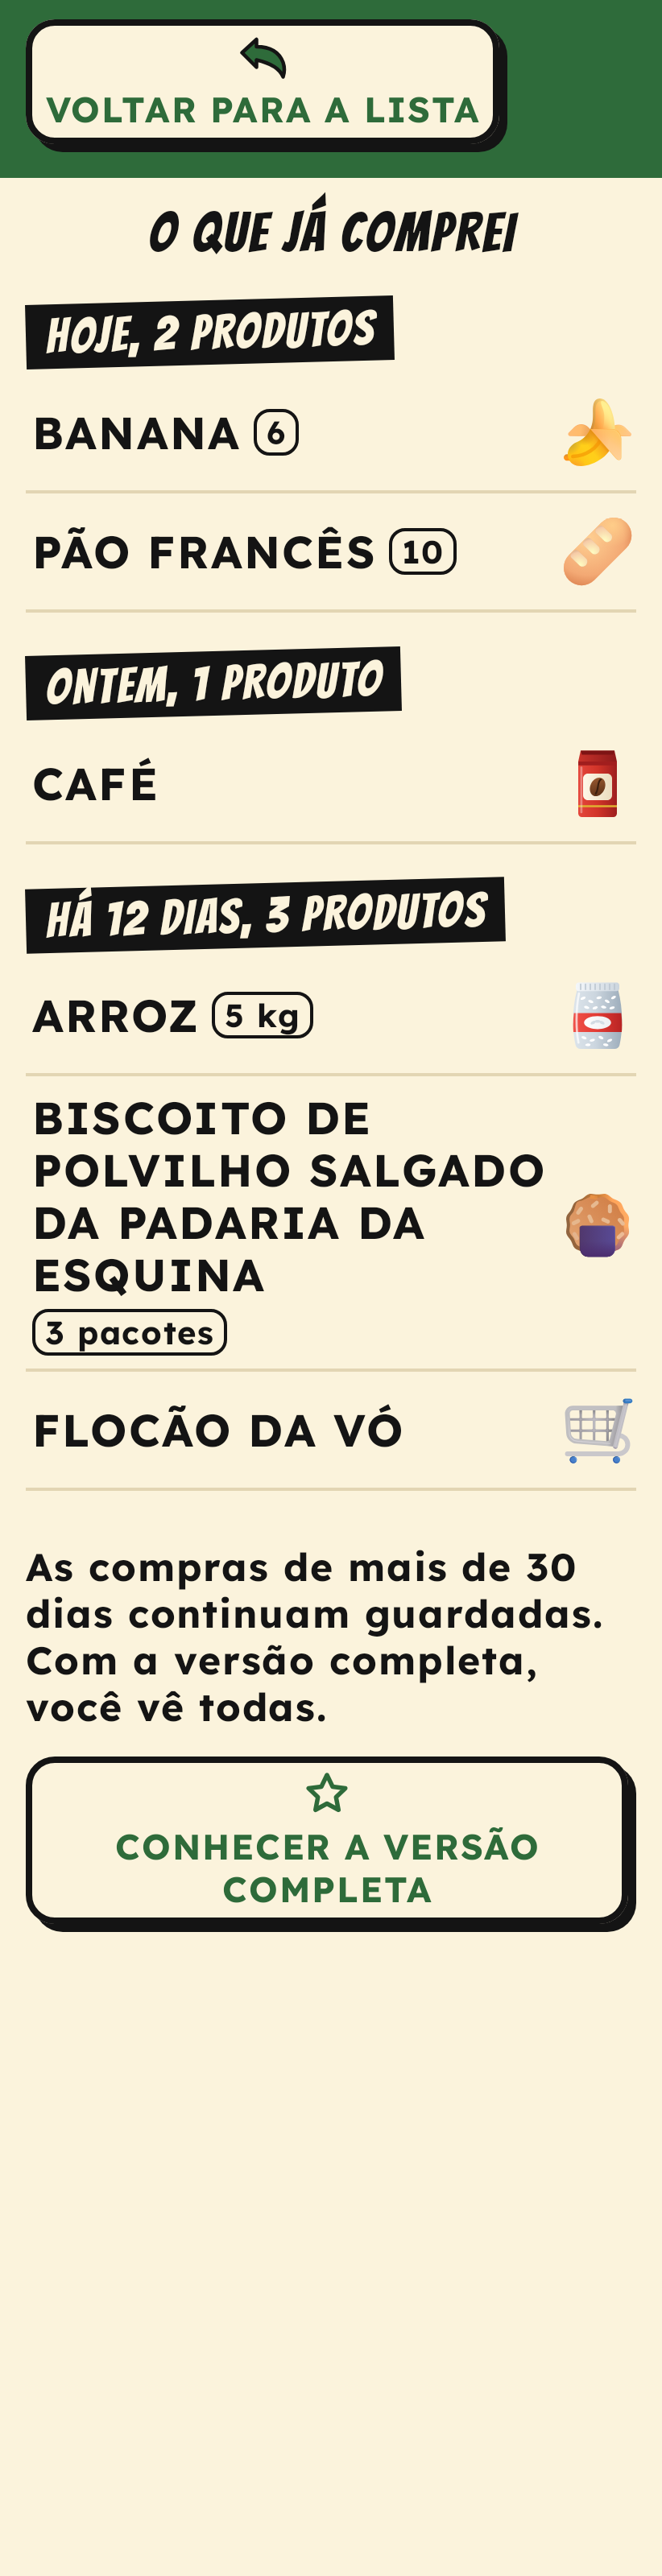 VOLTAR PARA A LISTA
O QUE JÁ COMPREI
HOJE, 2 PRODUTOS
BANANA 6
PÃO FRANCÊS 10
ONTEM, 1 PRODUTO
CAFÉ
HÁ 12 DIAS, 3 PRODUTOS
ARROZ 5 kg
BISCOITO DE
POLVILHO SALGADO
DA PADARIA DA
ESQUINA
3 pacotes
FLOCÃO DA VÓ
As compras de mais de 30
dias continuam guardadas.
Com a versão completa,
você vê todas.
CONHECER A VERSÃO
COMPLETA